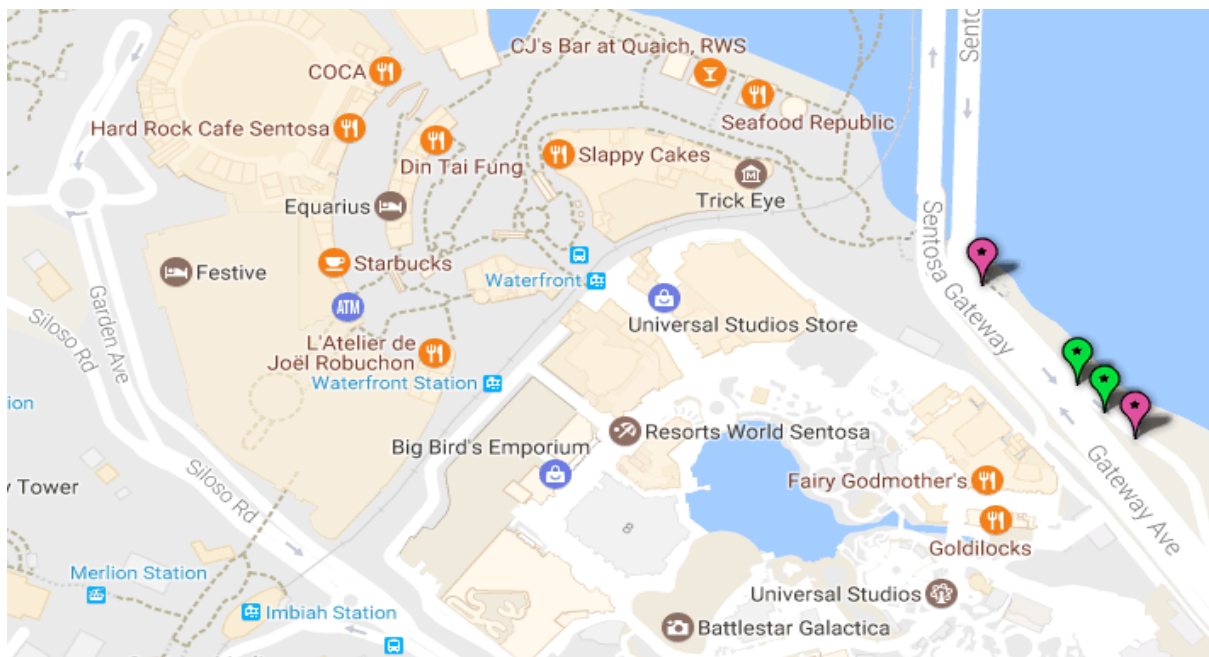 CJ's Bar at Quaich, RWS
COCA
Seafood Republic
Hard Rock Cafe Sentosa
Din Tai Fung
Slappy Cakes
Trick Eye
Equarius
Festive
Starbucks
Waterfront
ATM
Universal Studios Store
L'Atelier de
Joël Robuchon
Waterfront Station
Garden Ave
Siloso Rd
Sentosa Gateway
ion
Big Bird's Emporium
Resorts World Sentosa
Siloso Rd
y Tower
Fairy Godmother's
Gateway Ave
8
Goldilocks
Merlion Station
Imbiah Station
Universal Studios
Battlestar Galactica
Sento